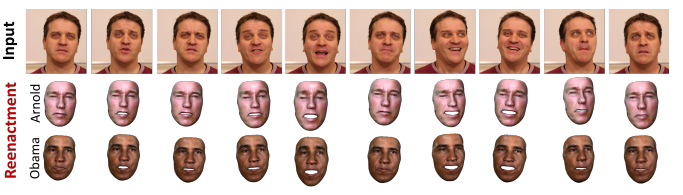 Input
Reenactment
Arnold
Obama